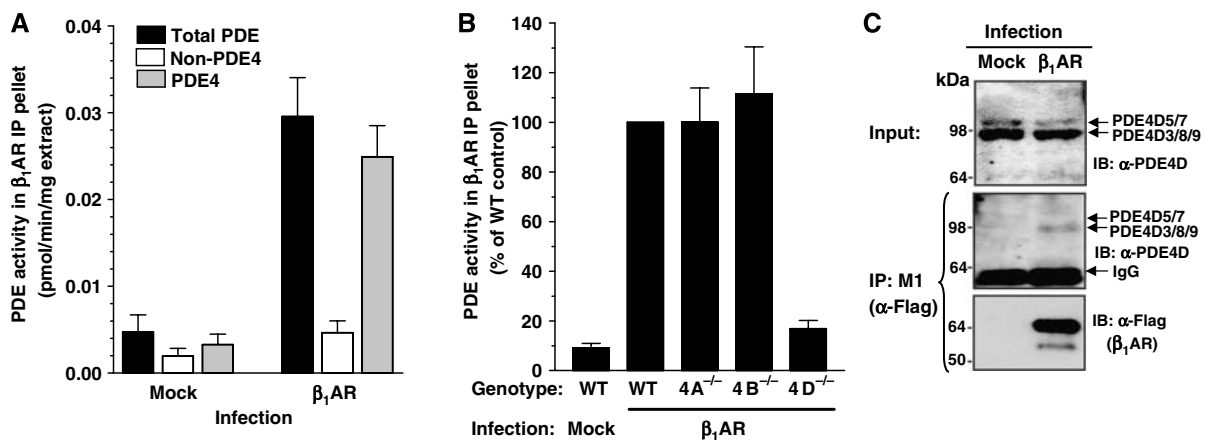 A
PDE activity in β₁AR IP pellet
(pmol/min/mg extract)
0.04
0.03
0.02
0.01
0.00
Total PDE
Non-PDE4
PDE4
Mock
β₁AR
Infection
B
PDE activity in β₁AR IP pellet
(% of WT control)
140
120
100
80
60
40
20
0
Genotype: WT WT 4A⁻/⁻ 4B⁻/⁻ 4D⁻/⁻
Infection: Mock β₁AR
C
Infection
Mock β₁AR
kDa
Input:
98
64
PDE4D5/7
PDE4D3/8/9
IB: α-PDE4D
IP: M1
(α-Flag)
98
64
PDE4D5/7
PDE4D3/8/9
IB: α-PDE4D
IgG
64
50
IB: α-Flag
(β₁AR)